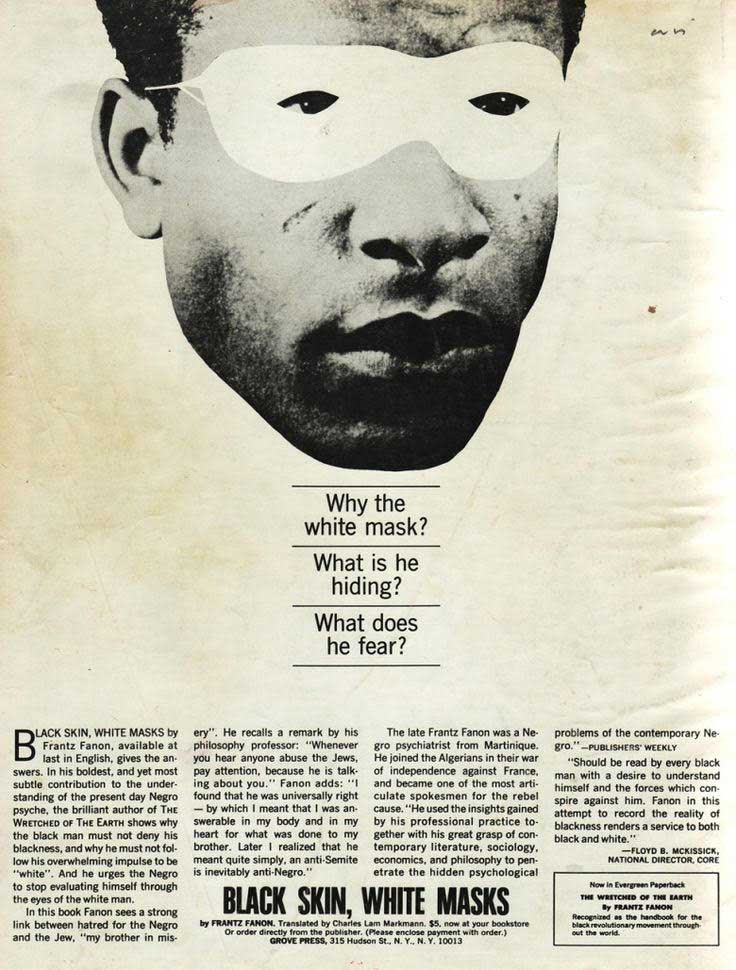 Why the
white mask?
What is he
hiding?
What does
he fear?
BLACK SKIN, WHITE MASKS by
Frantz Fanon, available at
last in English, gives the an-
swers. In his boldest, and yet most
subtle contribution to the under-
standing of the present day Negro
psyche, the brilliant author of THE
WRETCHED OF THE EARTH shows why
the black man must not deny his
blackness, and why he must not fol-
low his overwhelming impulse to be
"white". And he urges the Negro
to stop evaluating himself through
the eyes of the white man.
In this book Fanon sees a strong
link between hatred for the Negro
and the Jew, "my brother in mis-
ery". He recalls a remark by his
philosophy professor: "Whenever
you hear anyone abuse the Jews,
pay attention, because he is talk-
ing about you." Fanon adds: "I
found that he was universally right
— by which I meant that I was an-
swerable in my body and in my
heart for what was done to my
brother. Later I realized that he
meant quite simply, an anti-Semite
is inevitably anti-Negro."
The late Frantz Fanon was a Ne-
gro psychiatrist from Martinique.
He joined the Algerians in their war
of independence against France,
and became one of the most arti-
culate spokesmen for the rebel
cause. "He used the insights gained
by his professional practice to-
gether with his great grasp of con-
temporary literature, sociology,
economics, and philosophy to pen-
etrate the hidden psychological
problems of the contemporary Ne-
gro." —PUBLISHERS' WEEKLY
"Should be read by every black
man with a desire to understand
himself and the forces which con-
spire against him. Fanon in this
attempt to record the reality of
blackness renders a service to both
black and white."
—FLOYD B. MCKISSICK,
NATIONAL DIRECTOR, CORE
BLACK SKIN, WHITE MASKS
by FRANTZ FANON. Translated by Charles Lam Markmann. $5, now at your bookstore
Or order directly from the publisher. (Please enclose payment with order.)
GROVE PRESS, 315 Hudson St., N. Y., N. Y. 10013
Now in Evergreen Paperback
THE WRETCHED OF THE EARTH
By FRANTZ FANON
Recognized as the handbook for the
black revolutionary movement through-
out the world.